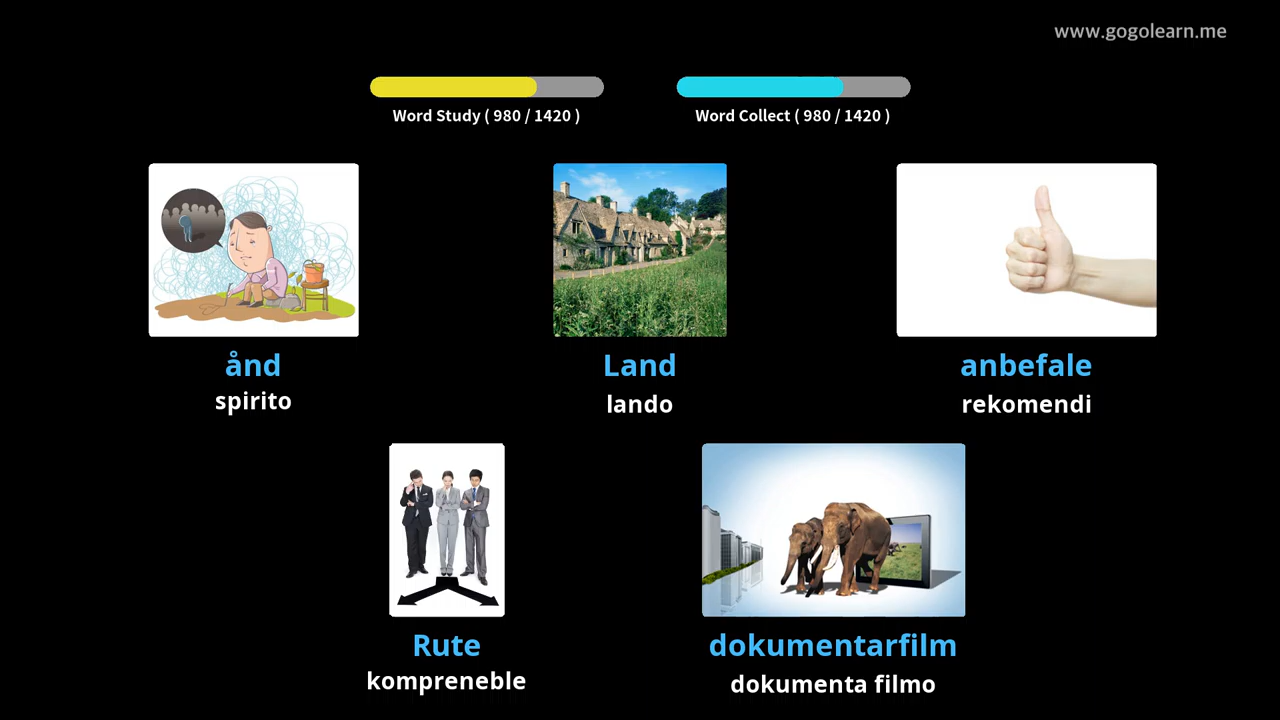 www.gogolearn.me
Word Study ( 980 / 1420 )
Word Collect ( 980 / 1420 )
ånd
spirito
Land
lando
anbefale
rekomendi
Rute
kompreneble
dokumentarfilm
dokumenta filmo